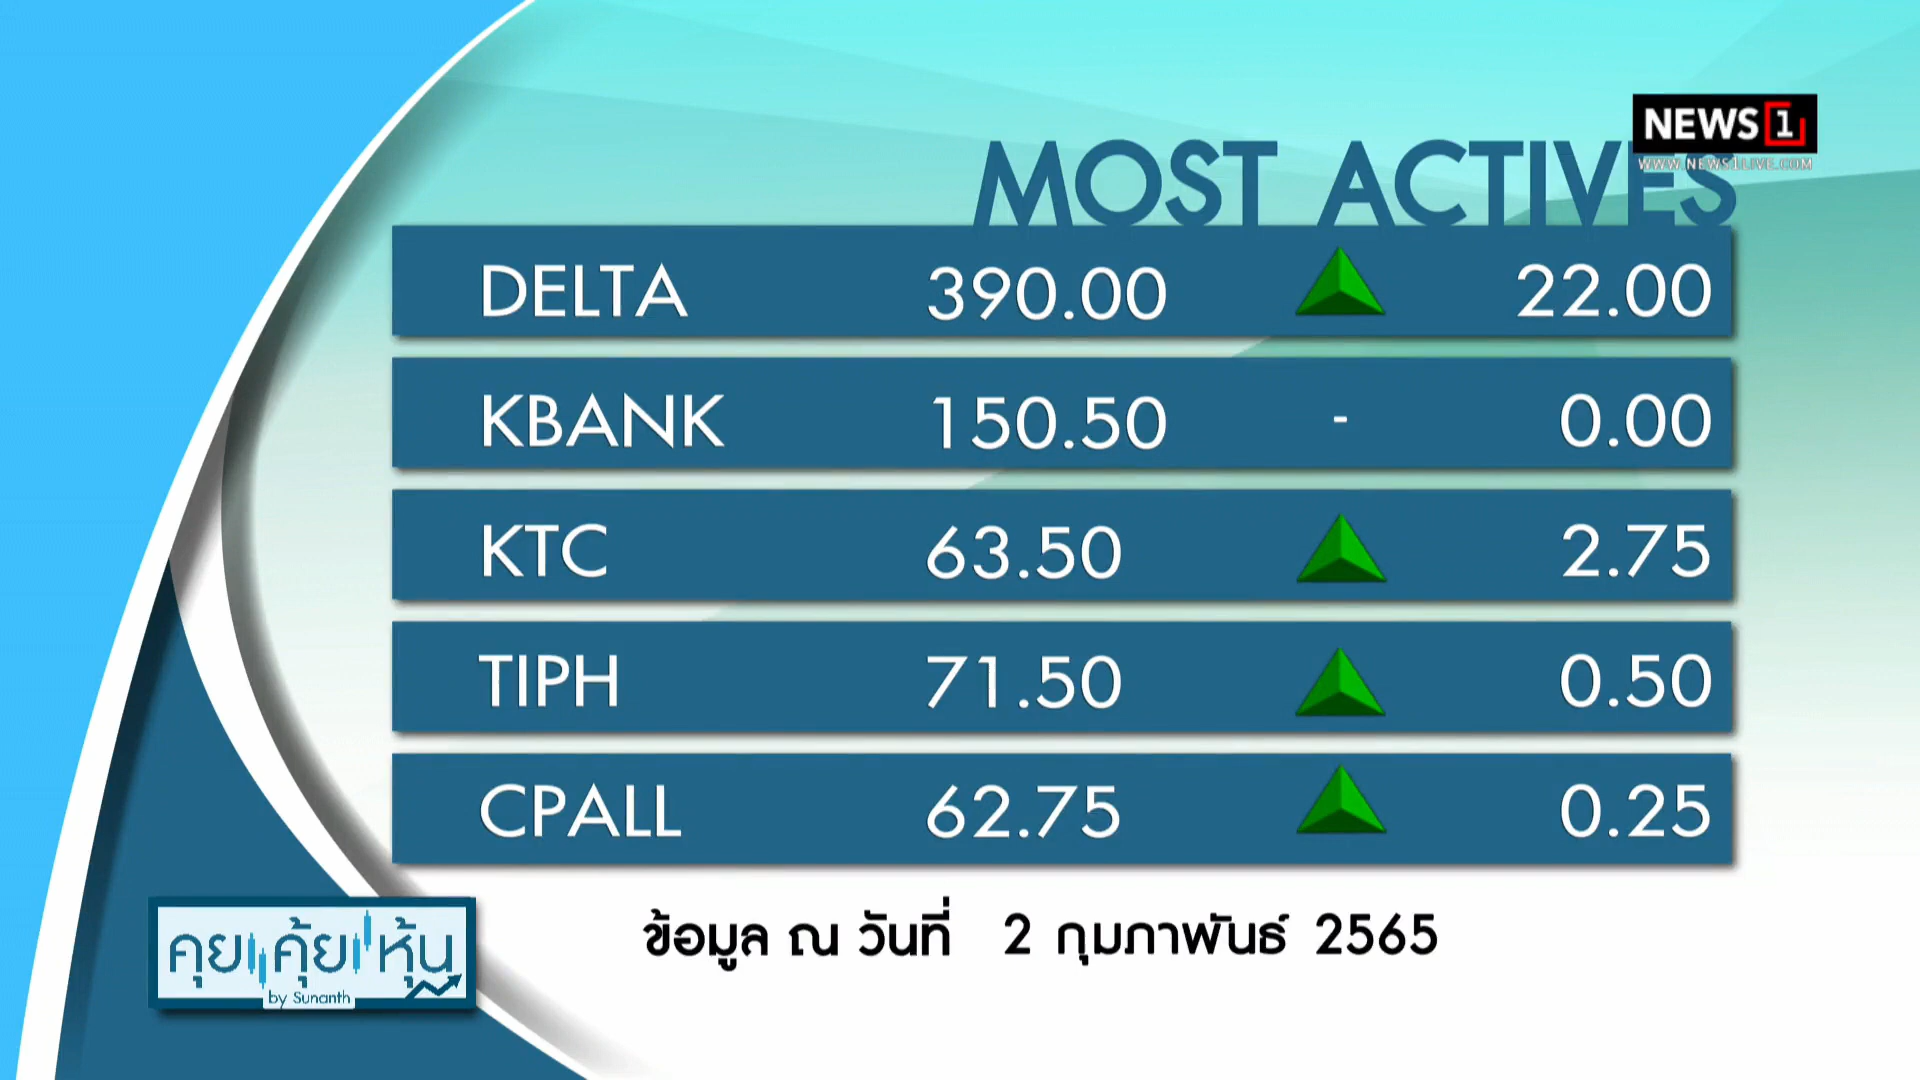 NEWS 1
WWW.NEWS1LIVE.COM
MOST ACTIVES
DELTA 390.00 22.00
KBANK 150.50 - 0.00
KTC 63.50 2.75
TIPH 71.50 0.50
CPALL 62.75 0.25
ข้อมูล ณ วันที่ 2 กุมภาพันธ์ 2565
คุย คุ้ย หุ้น
by Sunanth